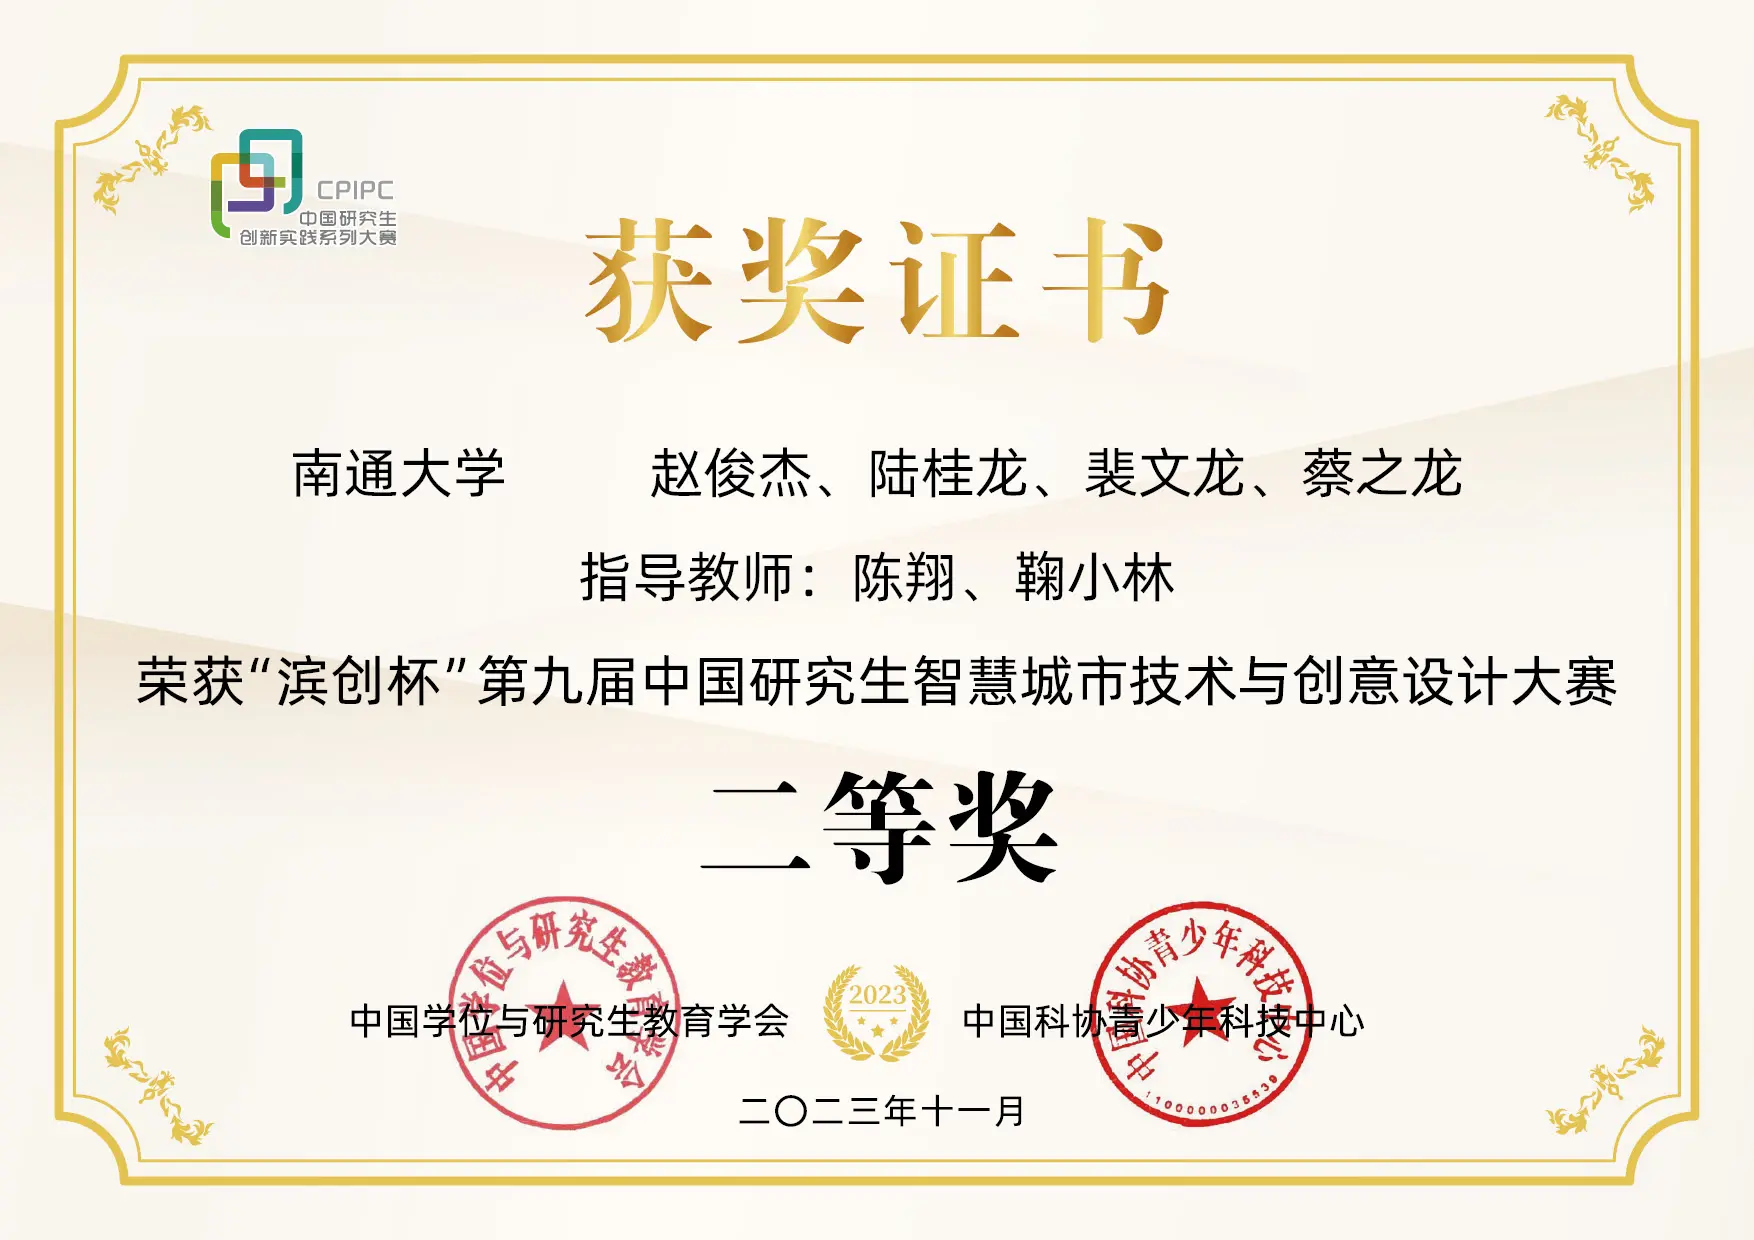 CPIPC
中国研究生
创新实践系列大赛
获奖证书
南通大学 赵俊杰、陆桂龙、裴文龙、蔡之龙
指导教师：陈翔、鞠小林
荣获“滨创杯”第九届中国研究生智慧城市技术与创意设计大赛
二等奖
中国学位与研究生教育学会
中国学位与研究生教育学会
2023
中国科协青少年科技中心
中国科协青少年科技中心
1100000035539
二〇二三年十一月